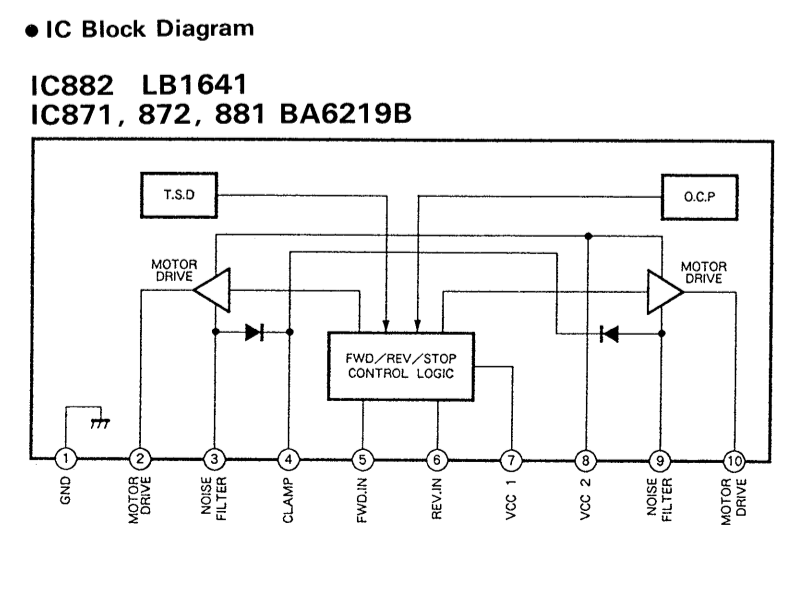 ● IC Block Diagram
IC882 LB1641
IC871, 872, 881 BA6219B
T.S.D
O.C.P
MOTOR
DRIVE
MOTOR
DRIVE
FWD/REV/STOP
CONTROL LOGIC
1
2
3
4
5
6
7
8
9
10
GND
MOTOR
DRIVE
NOISE
FILTER
CLAMP
FWD.IN
REV.IN
VCC 1
VCC 2
NOISE
FILTER
MOTOR
DRIVE